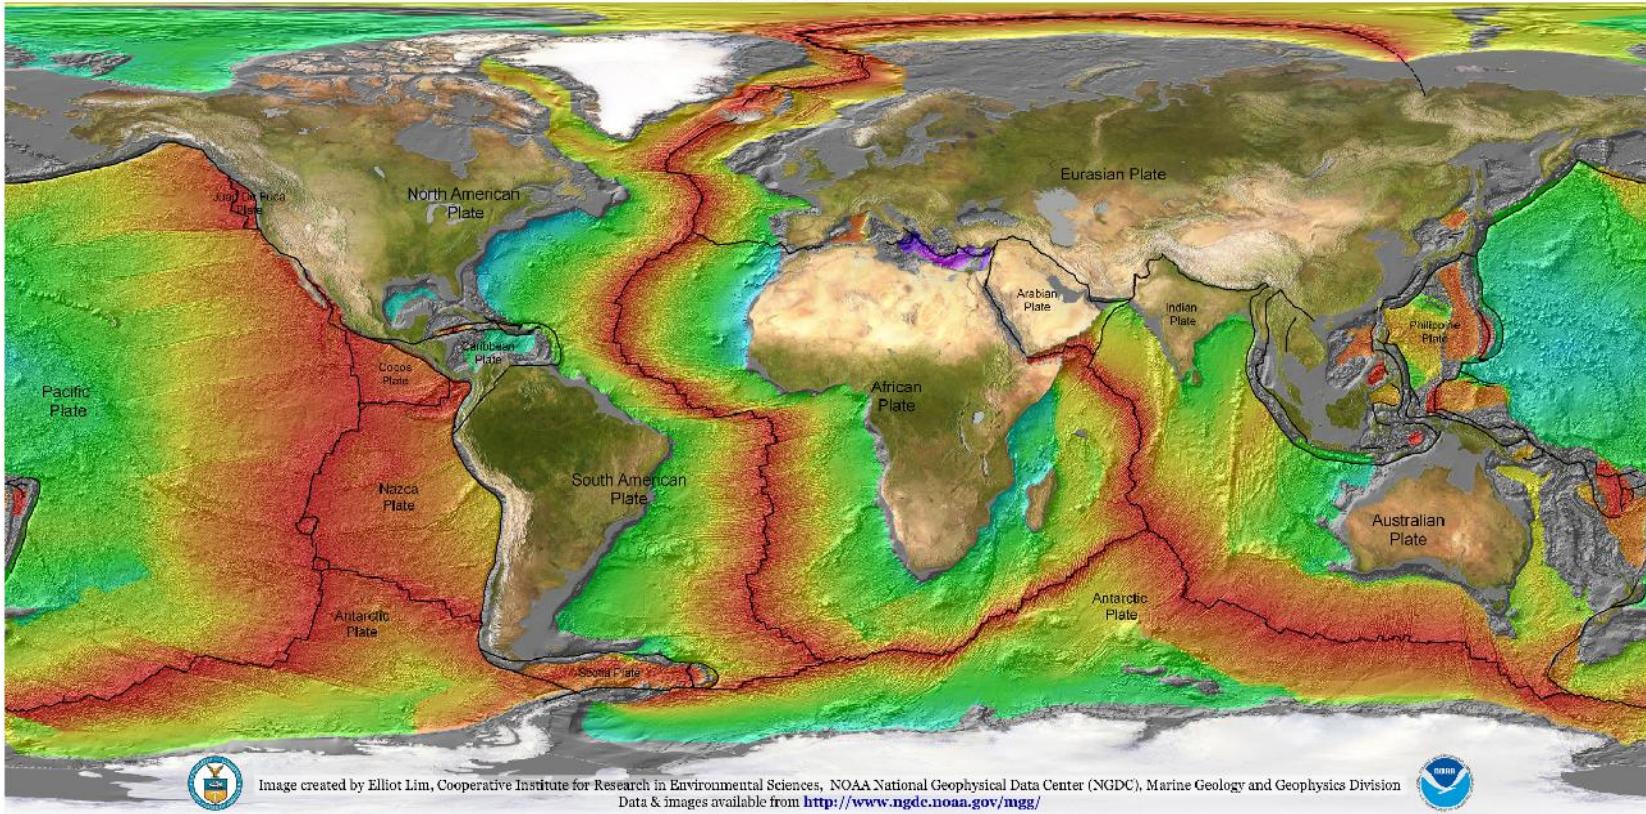 Eurasian Plate
Juan De Fuca
Plate
North American
Plate
Arabian
Plate
Indian
Plate
Philippine
Plate
Caribbean
Plate
Cocos
Plate
Pacific
Plate
African
Plate
Nazca
Plate
South American
Plate
Australian
Plate
Antarctic
Plate
Antarctic
Plate
Scotia Plate
NOAA
Image created by Elliot Lim, Cooperative Institute for Research in Environmental Sciences, NOAA National Geophysical Data Center (NGDC), Marine Geology and Geophysics Division
Data & images available from http://www.ngdc.noaa.gov/mgg/